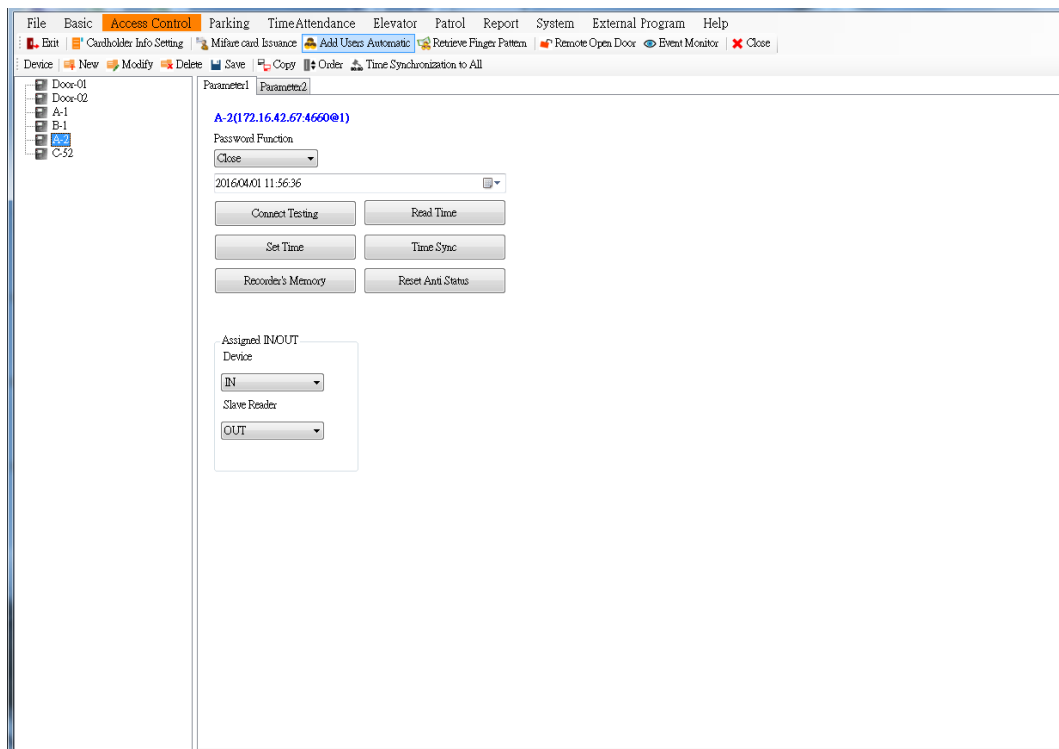 File Basic Access Control Parking TimeAttendance Elevator Patrol Report System External Program Help
Exit Cardholder Info Setting Mifare card Issuance Add Users Automatic Retrieve Finger Pattern Remote Open Door Event Monitor Close
Device New Modify Delete Save Copy Order Time Synchronization to All
Door-01
Door-02
A-1
B-1
A-2
C-52
Parameter1 Parameter2
A-2(172.16.42.67:4660@1)
Password Function
Close
2016/04/01 11:56:36
Connect Testing Read Time
Set Time Time Sync
Recorder's Memory Reset Anti Status
Assigned IN/OUT
Device
IN
Slave Reader
OUT